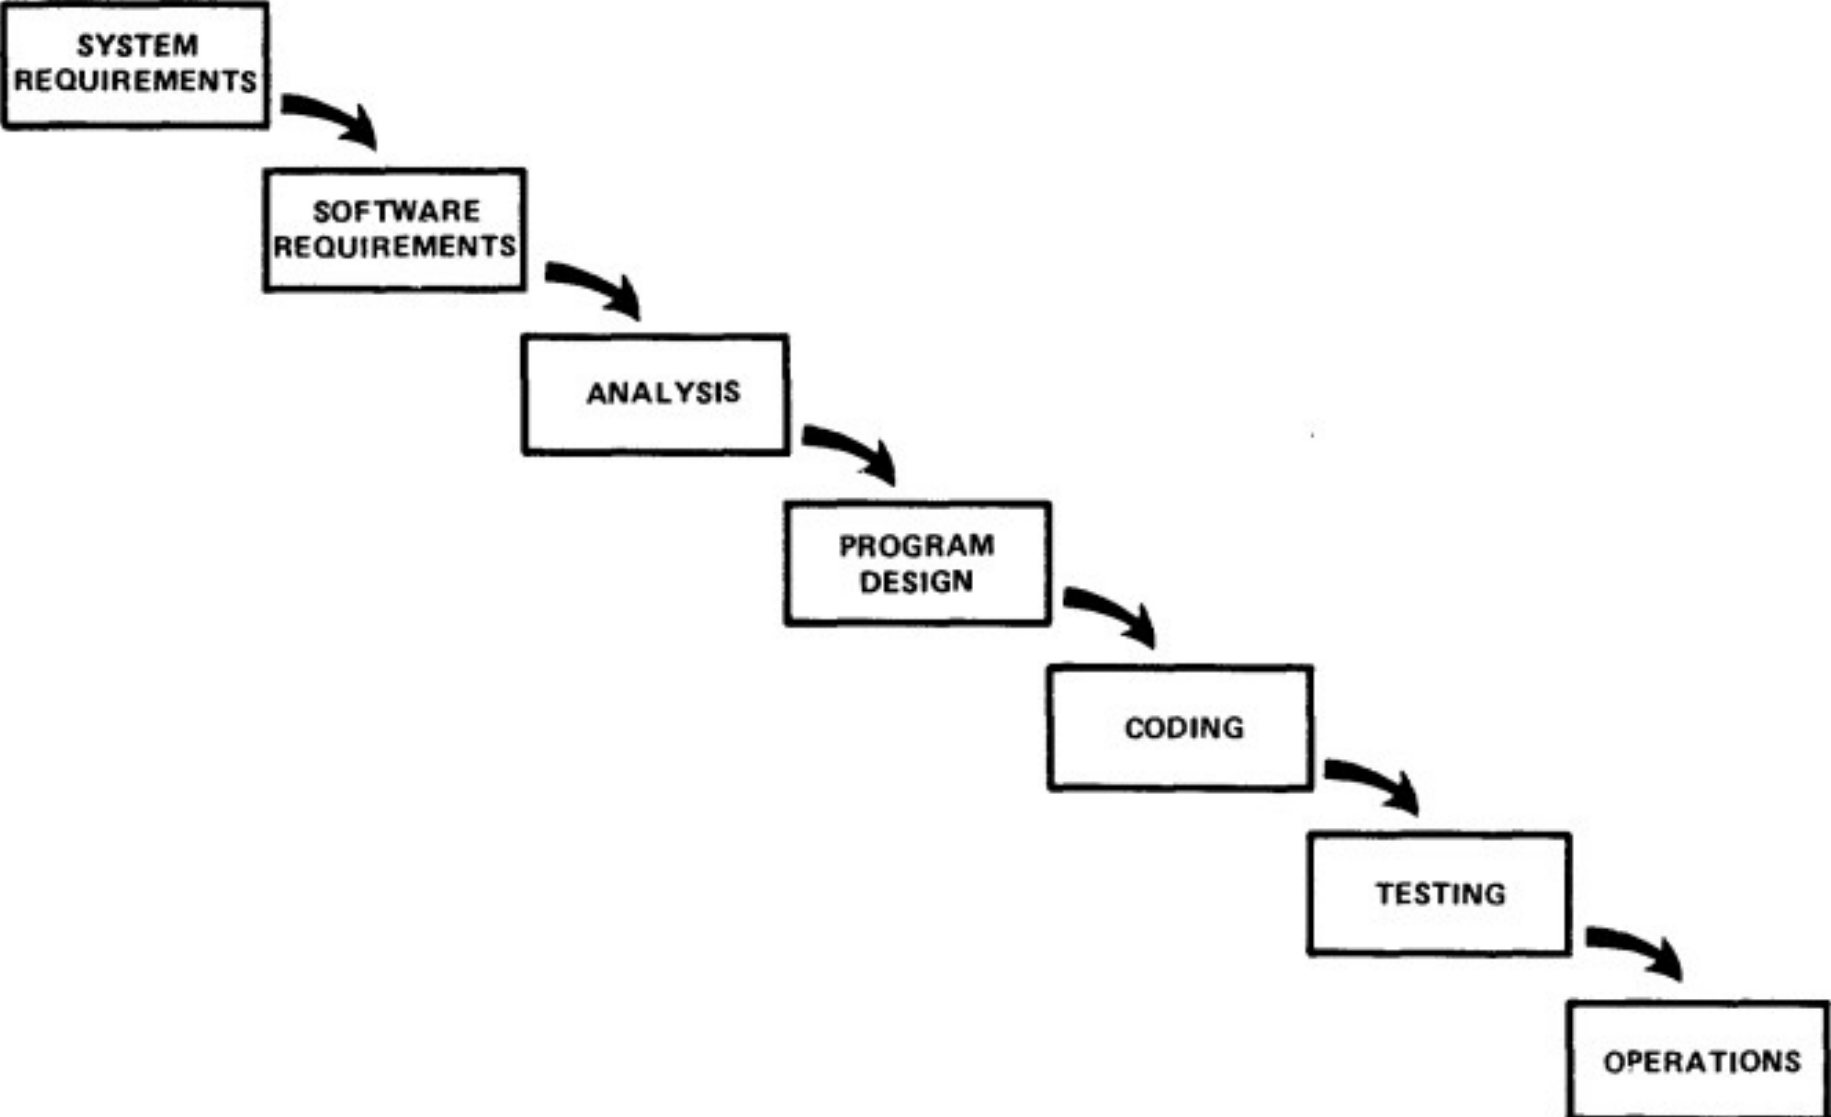 SYSTEM
REQUIREMENTS
SOFTWARE
REQUIREMENTS
ANALYSIS
PROGRAM
DESIGN
CODING
TESTING
OPERATIONS